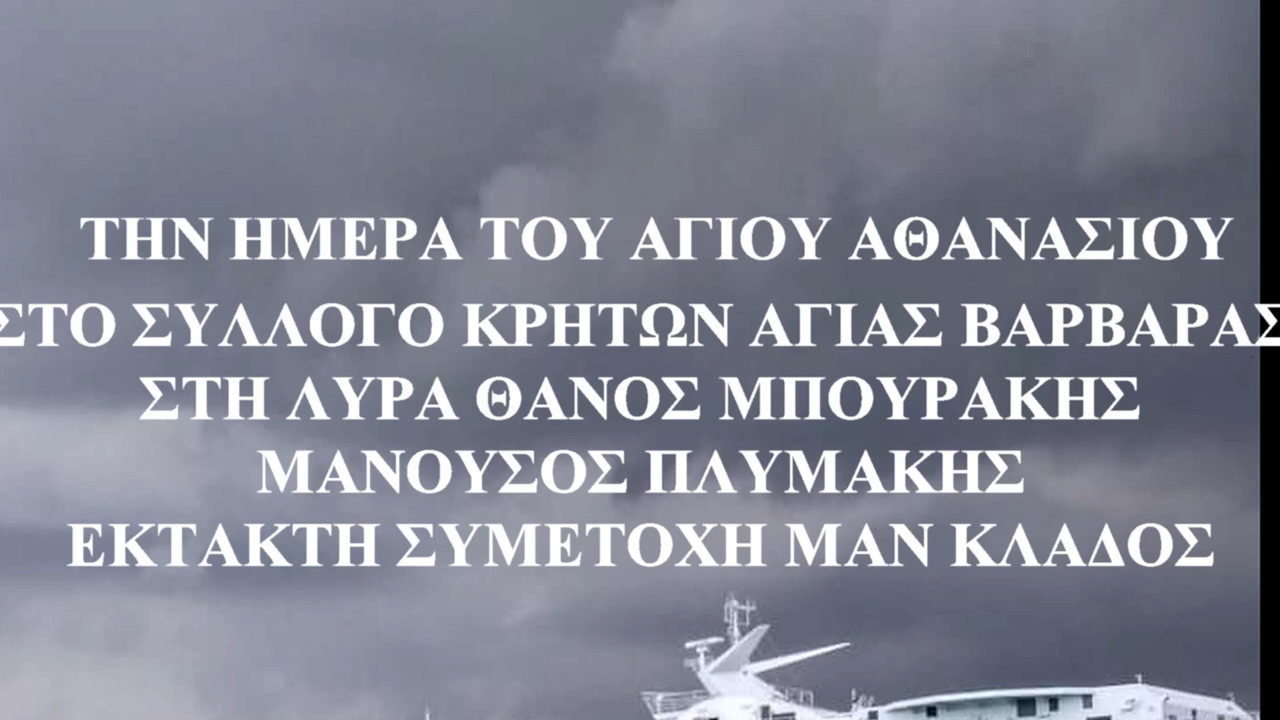 ΤΗΝ ΗΜΕΡΑ ΤΟΥ ΑΓΙΟΥ ΑΘΑΝΑΣΙΟΥ
ΣΤΟ ΣΥΛΛΟΓΟ ΚΡΗΤΩΝ ΑΓΙΑΣ ΒΑΡΒΑΡΑΣ
ΣΤΗ ΛΥΡΑ ΘΑΝΟΣ ΜΠΟΥΡΑΚΗΣ
ΜΑΝΟΥΣΟΣ ΠΛΥΜΑΚΗΣ
ΕΚΤΑΚΤΗ ΣΥΜΕΤΟΧΗ ΜΑΝ ΚΛΑΔΟΣ